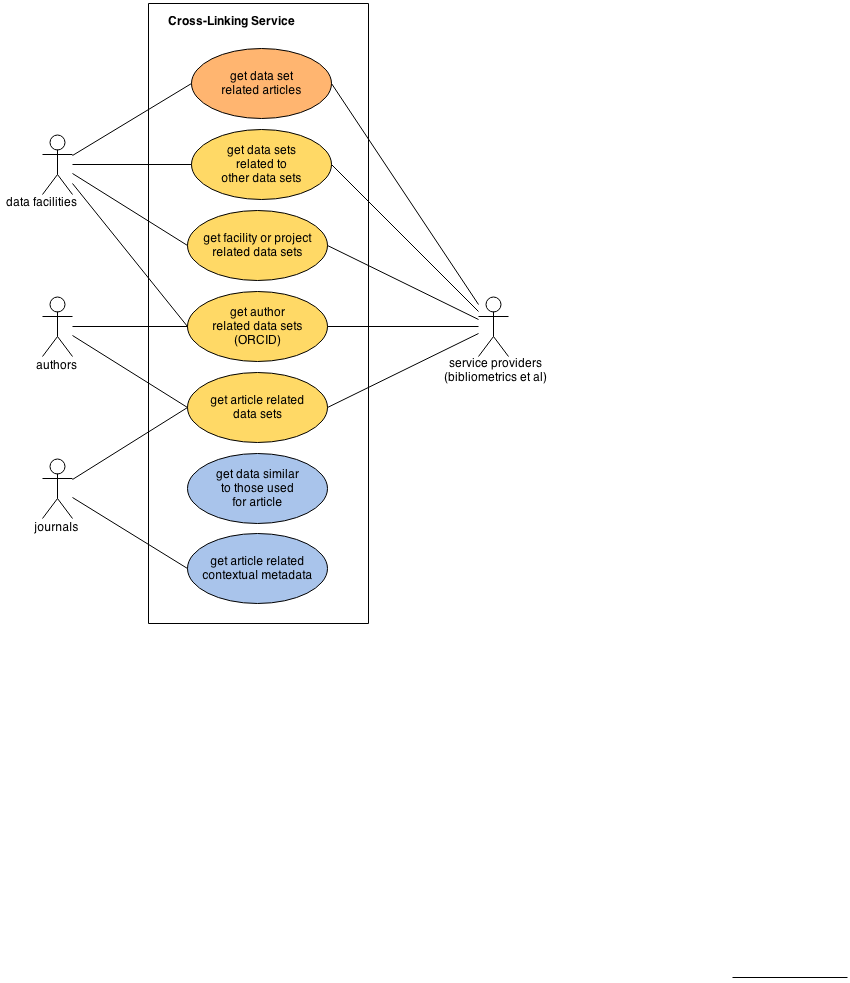 Cross-Linking Service
get data set
related articles
get data sets
related to
other data sets
data facilities
get facility or project
related data sets
get author
related data sets
(ORCID)
authors
service providers
(bibliometrics et al)
get article related
data sets
get data similar
to those used
for article
journals
get article related
contextual metadata